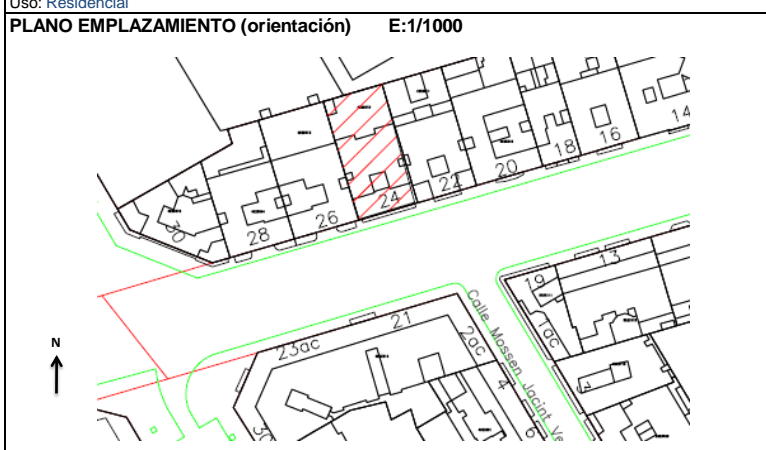 Uso: Residencial
PLANO EMPLAZAMIENTO (orientación) E:1/1000
14
16
18
20
22
24
26
28
30
13
19
1ac
21
23ac
2ac
4
6
Calle Mossen Jacint Ve
N